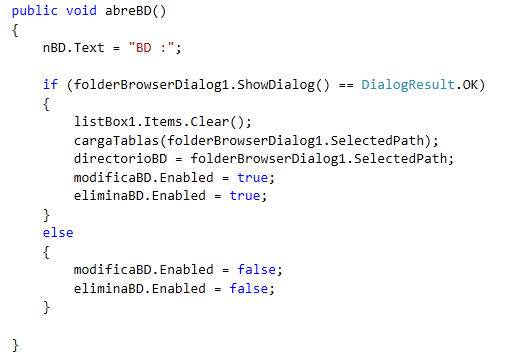 public void abreBD()
{
    nBD.Text = "BD :";

    if (folderBrowserDialog1.ShowDialog() == DialogResult.OK)
    {
        listBox1.Items.Clear();
        cargaTablas(folderBrowserDialog1.SelectedPath);
        directorioBD = folderBrowserDialog1.SelectedPath;
        modificaBD.Enabled = true;
        eliminaBD.Enabled = true;
    }
    else
    {
        modificaBD.Enabled = false;
        eliminaBD.Enabled = false;
    }

}